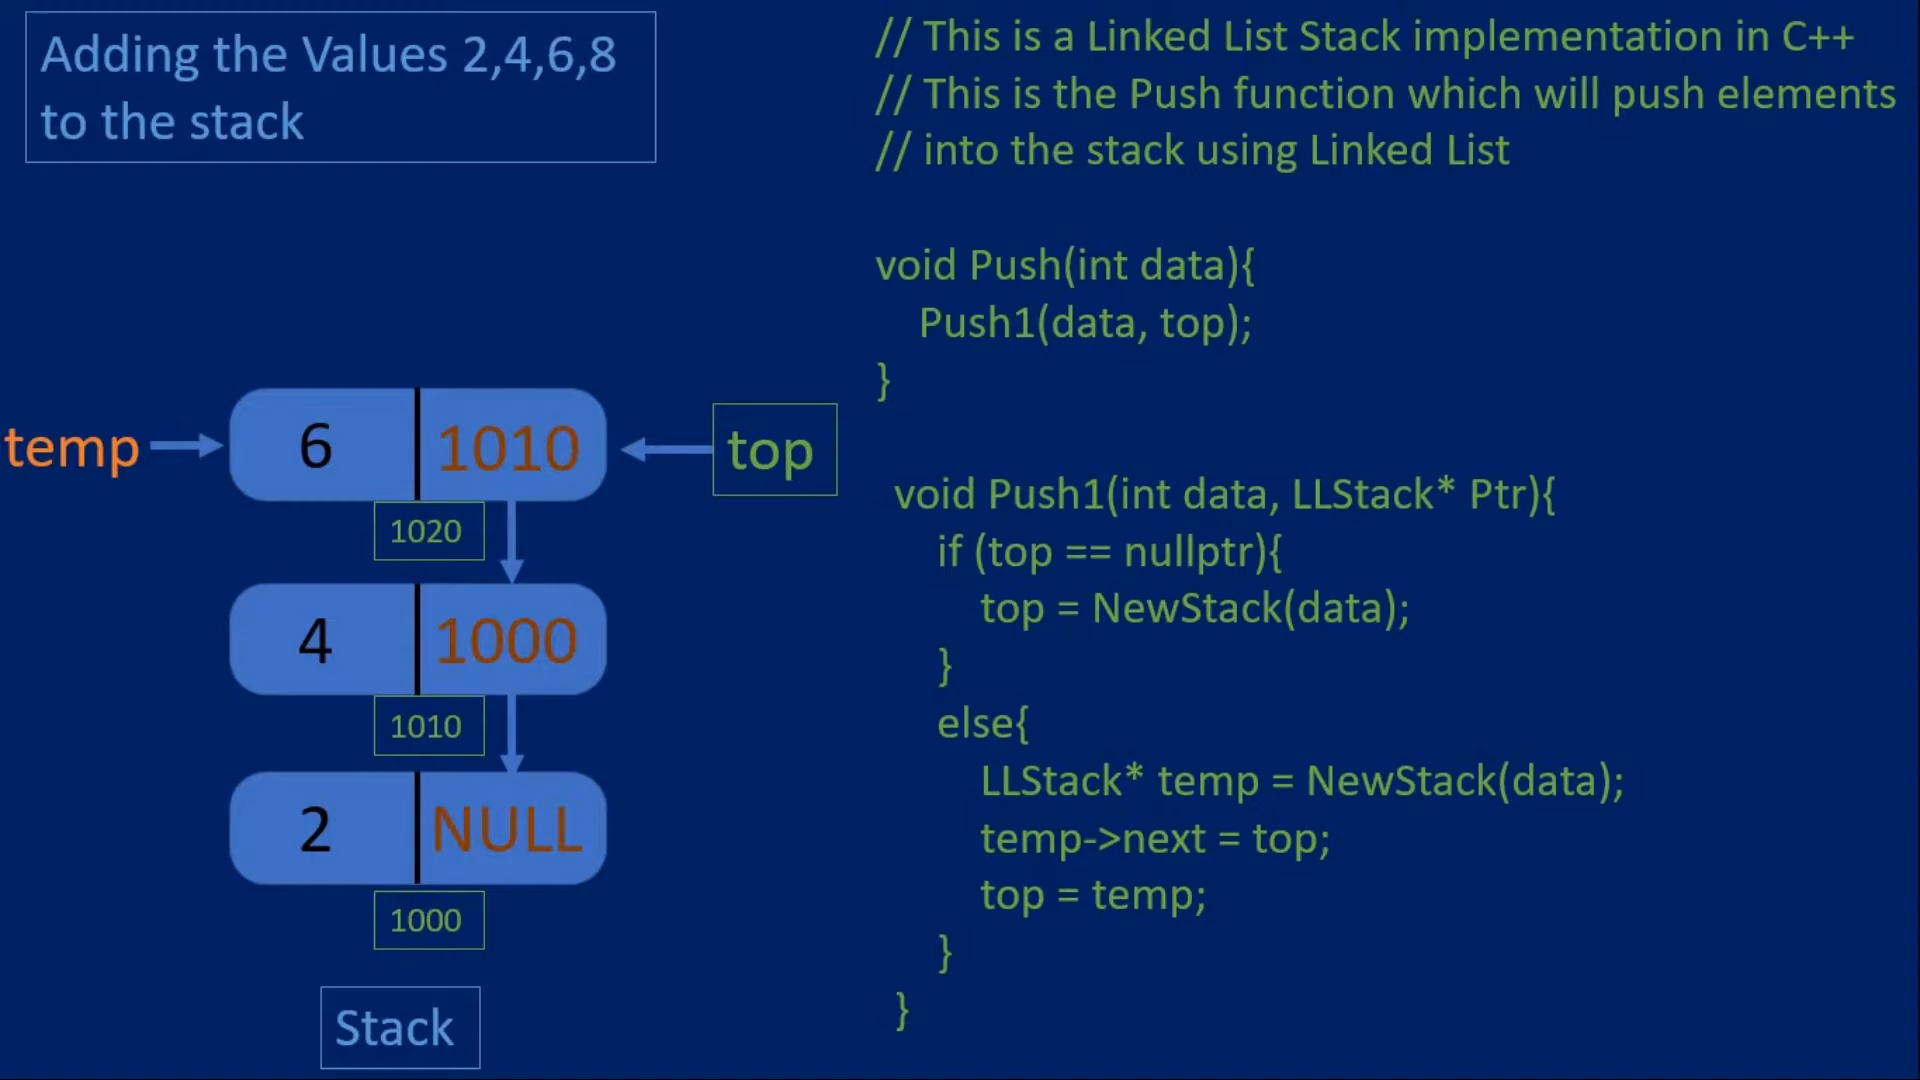 Adding the Values 2,4,6,8
to the stack
temp
6
1010
top
1020
4
1000
1010
2
NULL
1000
Stack
// This is a Linked List Stack implementation in C++
// This is the Push function which will push elements
// into the stack using Linked List
void Push(int data){
Push1(data, top);
}
void Push1(int data, LLStack* Ptr){
if (top == nullptr){
top = NewStack(data);
}
else{
LLStack* temp = NewStack(data);
temp->next = top;
top = temp;
}
}